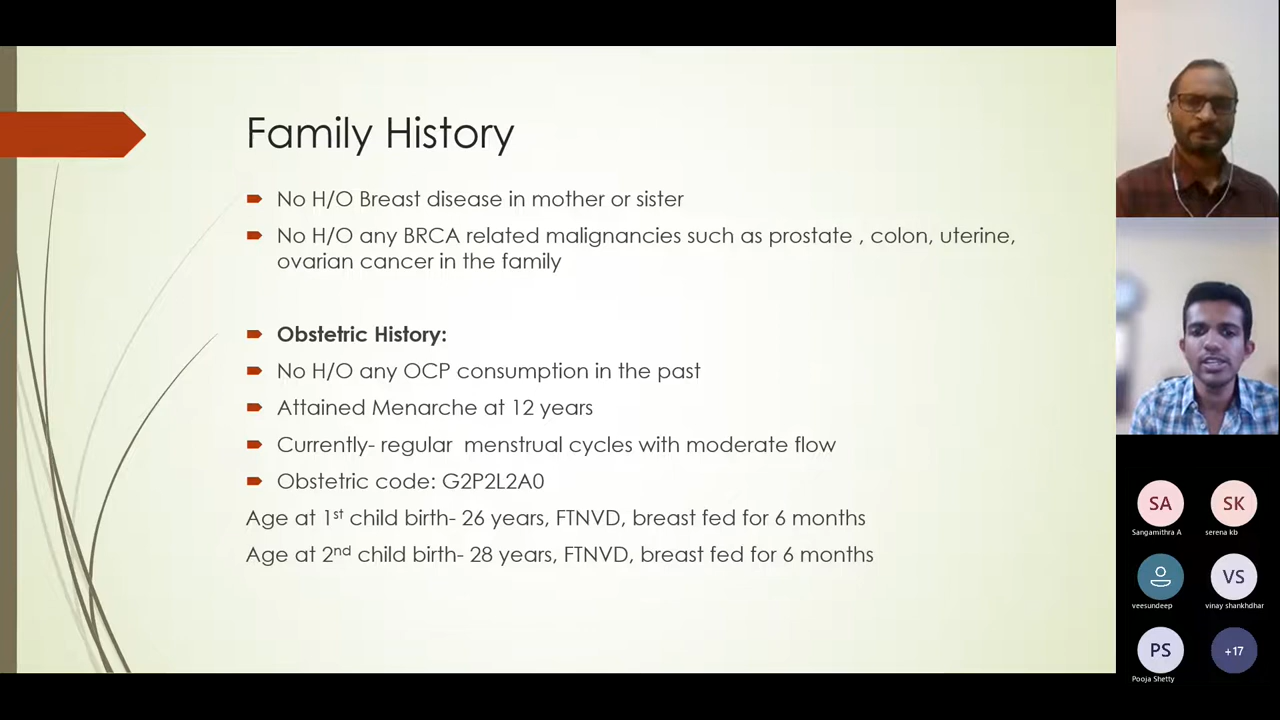 Family History
No H/O Breast disease in mother or sister
No H/O any BRCA related malignancies such as prostate , colon, uterine,
ovarian cancer in the family
Obstetric History:
No H/O any OCP consumption in the past
Attained Menarche at 12 years
Currently- regular  menstrual cycles with moderate flow
Obstetric code: G2P2L2A0
Age at 1st child birth- 26 years, FTNVD, breast fed for 6 months
Age at 2nd child birth- 28 years, FTNVD, breast fed for 6 months
SA
SK
Sangamithra A
serena kb
VS
veesundeep
vinay shankhdhar
PS
+17
Pooja Shetty